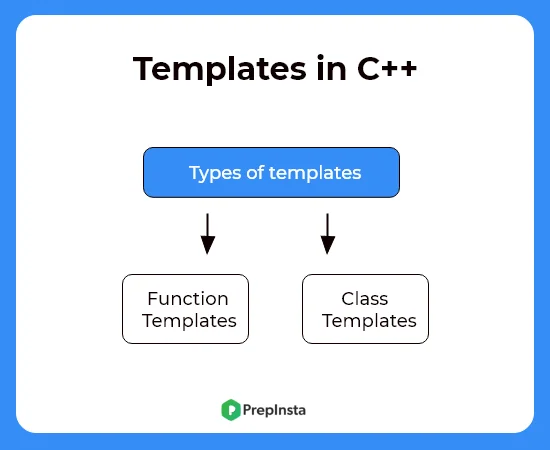 Templates in C++
Types of templates
Function
Templates
Class
Templates
PrepInsta